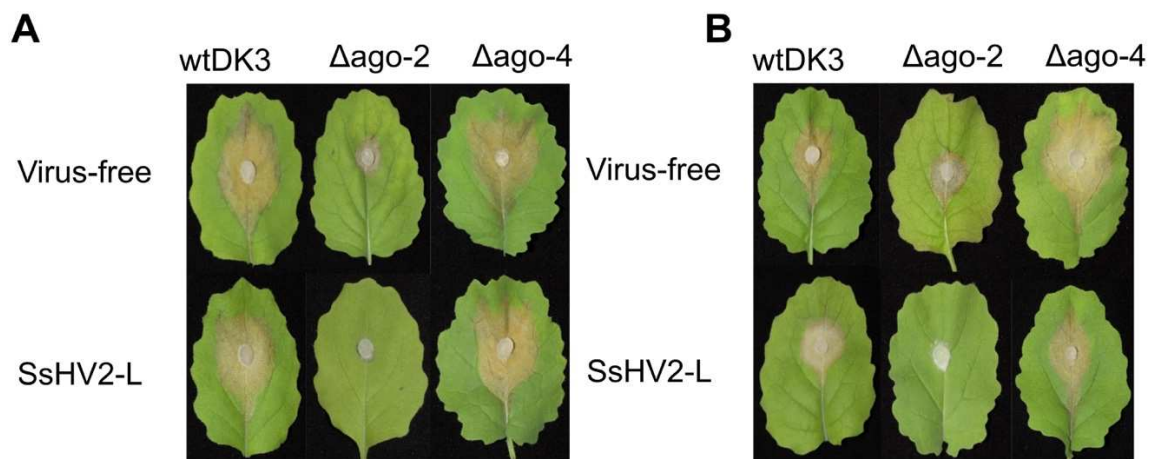 A
B
wtDK3 Δago-2 Δago-4
wtDK3 Δago-2 Δago-4
Virus-free
Virus-free
SsHV2-L
SsHV2-L